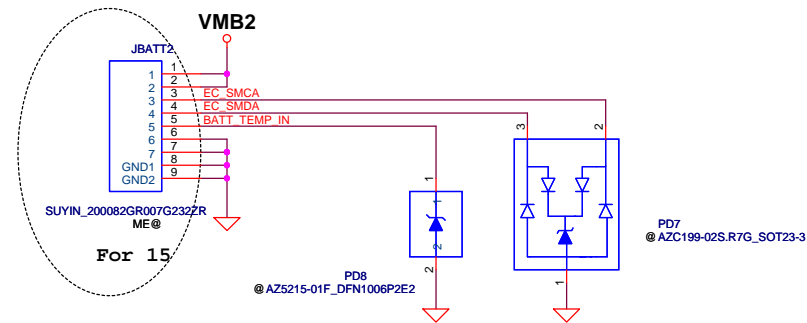 VMB2
JBATT2
1
1
2
2
3
3
EC_SMCA
4
4
EC_SMDA
5
5
BATT_TEMP_IN
6
6
7
7
GND1
8
GND2
9
SUYIN_200082GR007G232ZR
ME@
For 15
1
1
2
2
PD8
@ AZ5215-01F_DFN1006P2E2
3
2
1
PD7
@ AZC199-02S.R7G_SOT23-3